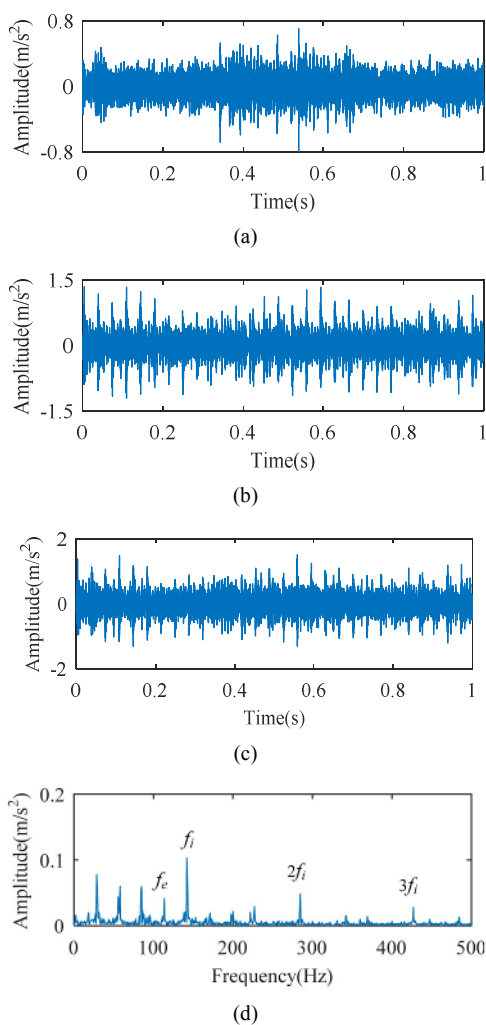 0.8
Amplitude(m/s²)
0
-0.8
0 0.2 0.4 0.6 0.8 1
Time(s)
(a)
1.5
Amplitude(m/s²)
0
-1.5
0 0.2 0.4 0.6 0.8 1
Time(s)
(b)
2
Amplitude(m/s²)
0
-2
0 0.2 0.4 0.6 0.8 1
Time(s)
(c)
0.2
Amplitude(m/s²)
fi
0.1
fe
2fi
3fi
0
0 100 200 300 400 500
Frequency(Hz)
(d)